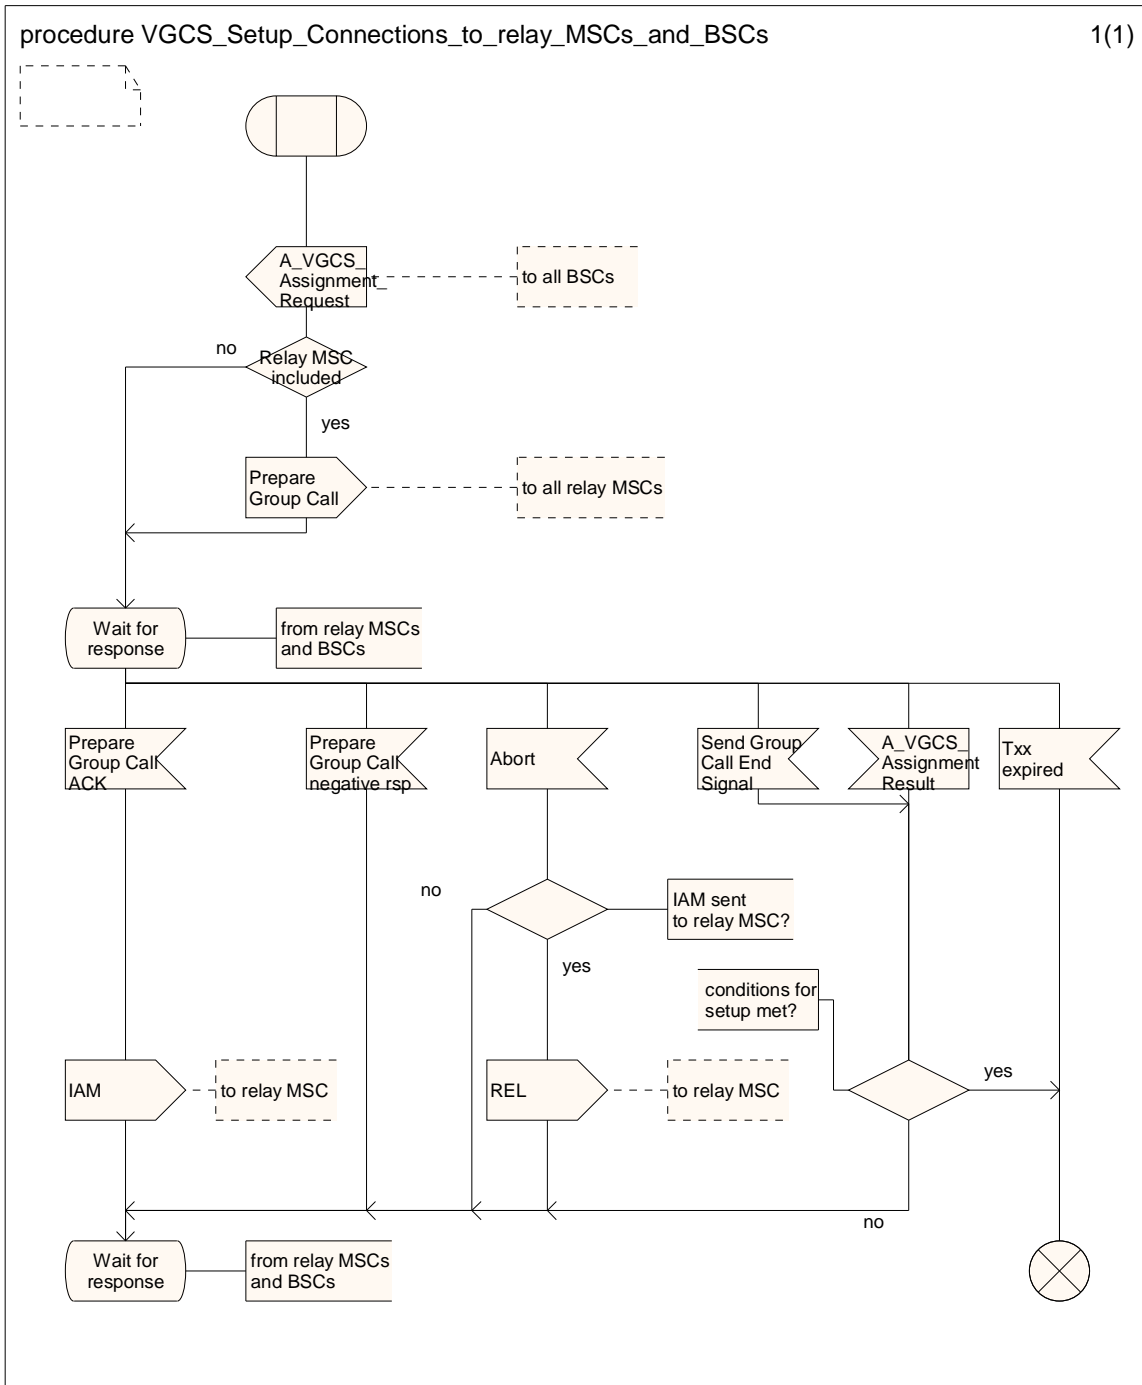 procedure VGCS_Setup_Connections_to_relay_MSCs_and_BSCs
1(1)
A_VGCS_
Assignment_
Request
to all BSCs
no
Relay MSC
included
yes
Prepare
Group Call
to all relay MSCs
Wait for
response
from relay MSCs
and BSCs
Prepare
Group Call
ACK
Prepare
Group Call
negative rsp
Abort
Send Group
Call End
Signal
A_VGCS_
Assignment
Result
Txx
expired
no
IAM sent
to relay MSC?
yes
conditions for
setup met?
IAM
to relay MSC
REL
to relay MSC
yes
no
Wait for
response
from relay MSCs
and BSCs